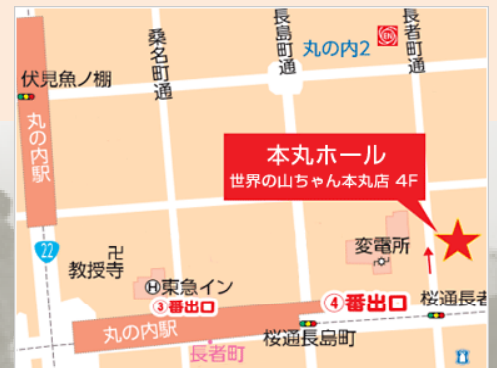 桑名町通
長島町通
長者町通
丸の内2
伏見魚ノ棚
丸の内駅
本丸ホール
世界の山ちゃん本丸店 4F
22
卍
教授寺
変電所
H東急イン
③番出口
④番出口
桜通長者
丸の内駅
桜通長島町
長者町